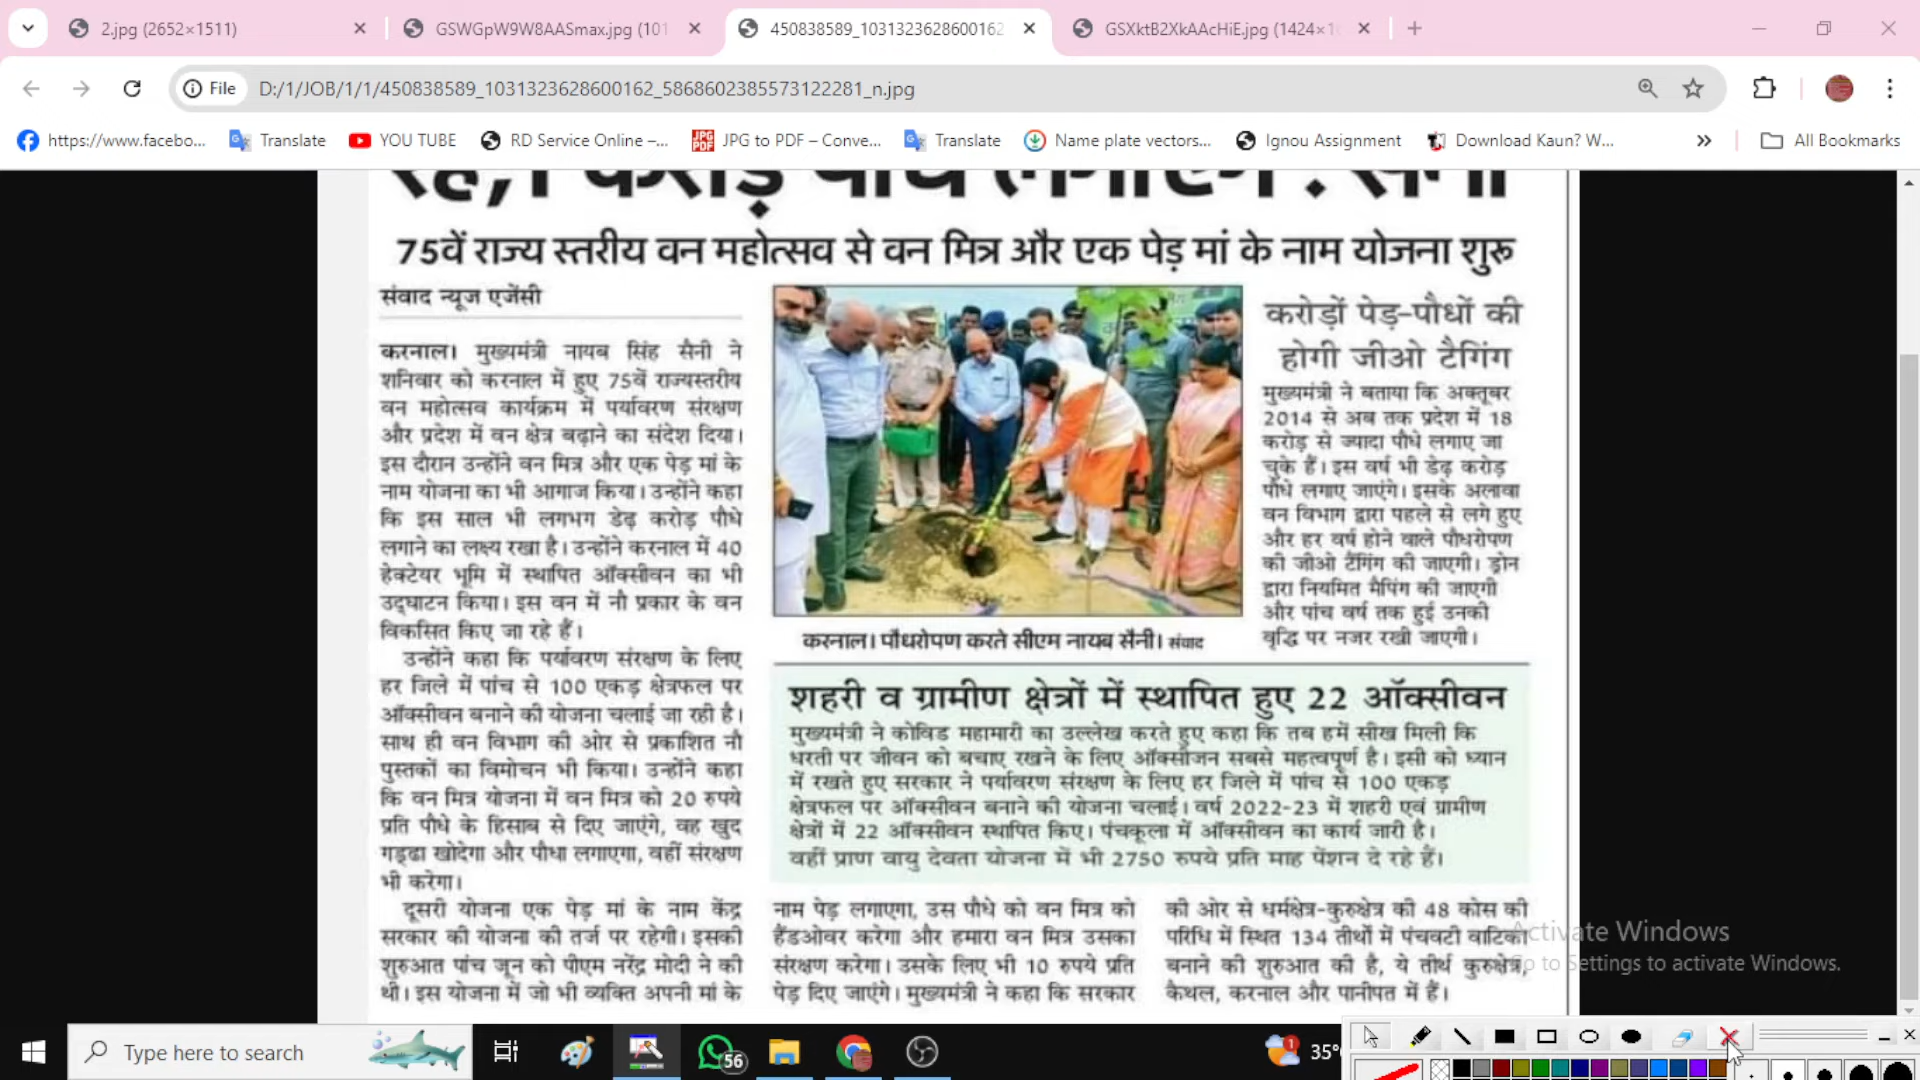 2.jpg (2652×1511)
GSWGpW9W8AASmax.jpg (101
450838589_1031323628600162
GSXktB2XkAAcHiE.jpg (1424×1
File
D:/1/JOB/1/1/450838589_1031323628600162_5868602385573122281_n.jpg
https://www.facebo...
Translate
YOU TUBE
RD Service Online –...
JPG to PDF – Conve...
Translate
Name plate vectors...
Ignou Assignment
Download Kaun? W...
All Bookmarks
75वें राज्य स्तरीय वन महोत्सव से वन मित्र और एक पेड़ मां के नाम योजना शुरू
संवाद न्यूज एजेंसी
करनाल। मुख्यमंत्री नायब सिंह सैनी ने
शनिवार को करनाल में हुए 75वें राज्यस्तरीय
वन महोत्सव कार्यक्रम में पर्यावरण संरक्षण
और प्रदेश में वन क्षेत्र बढ़ाने का संदेश दिया।
इस दौरान उन्होंने वन मित्र और एक पेड़ मां के
नाम योजना का भी आगाज किया। उन्होंने कहा
कि इस साल भी लगभग डेढ़ करोड़ पौधे
लगाने का लक्ष्य रखा है। उन्होंने करनाल में 40
हेक्टेयर भूमि में स्थापित ऑक्सीवन का भी
उद्घाटन किया। इस वन में नौ प्रकार के वन
विकसित किए जा रहे हैं।
उन्होंने कहा कि पर्यावरण संरक्षण के लिए
हर जिले में पांच से 100 एकड़ क्षेत्रफल पर
ऑक्सीवन बनाने की योजना चलाई जा रही है।
साथ ही वन विभाग की ओर से प्रकाशित नौ
पुस्तकों का विमोचन भी किया। उन्होंने कहा
कि वन मित्र योजना में वन मित्र को 20 रुपये
प्रति पौधे के हिसाब से दिए जाएंगे, वह खुद
गड्ढा खोदेगा और पौधा लगाएगा, वहीं संरक्षण
भी करेगा।
दूसरी योजना एक पेड़ मां के नाम केंद्र
सरकार की योजना की तर्ज पर रहेगी। इसकी
शुरुआत पांच जून को पीएम नरेंद्र मोदी ने की
थी। इस योजना में जो भी व्यक्ति अपनी मां के
करनाल। पौधरोपण करते सीएम नायब सैनी। संवाद
करोड़ों पेड़-पौधों की
होगी जीओ टैगिंग
मुख्यमंत्री ने बताया कि अक्तूबर
2014 से अब तक प्रदेश में 18
करोड़ से ज्यादा पौधे लगाए जा
चुके हैं। इस वर्ष भी डेढ़ करोड़
पौधे लगाए जाएंगे। इसके अलावा
वन विभाग द्वारा पहले से लगे हुए
और हर वर्ष होने वाले पौधरोपण
की जीओ टैगिंग की जाएगी। ड्रोन
द्वारा नियमित मैपिंग की जाएगी
और पांच वर्ष तक हुई उनकी
वृद्धि पर नजर रखी जाएगी।
शहरी व ग्रामीण क्षेत्रों में स्थापित हुए 22 ऑक्सीवन
मुख्यमंत्री ने कोविड महामारी का उल्लेख करते हुए कहा कि तब हमें सीख मिली कि
धरती पर जीवन को बचाए रखने के लिए ऑक्सीजन सबसे महत्वपूर्ण है। इसी को ध्यान
में रखते हुए सरकार ने पर्यावरण संरक्षण के लिए हर जिले में पांच से 100 एकड़
क्षेत्रफल पर ऑक्सीवन बनाने की योजना चलाई। वर्ष 2022-23 में शहरी एवं ग्रामीण
क्षेत्रों में 22 ऑक्सीवन स्थापित किए। पंचकूला में ऑक्सीवन का कार्य जारी है।
वहीं प्राण वायु देवता योजना में भी 2750 रुपये प्रति माह पेंशन दे रहे हैं।
नाम पेड़ लगाएगा, उस पौधे को वन मित्र को
हैंडओवर करेगा और हमारा वन मित्र उसका
संरक्षण करेगा। उसके लिए भी 10 रुपये प्रति
पेड़ दिए जाएंगे। मुख्यमंत्री ने कहा कि सरकार
की ओर से धर्मक्षेत्र-कुरुक्षेत्र की 48 कोस की
परिधि में स्थित 134 तीर्थों में पंचवटी वाटिका
बनाने की शुरुआत की है, ये तीर्थ कुरुक्षेत्र,
कैथल, करनाल और पानीपत में हैं।
Activate Windows
Go to Settings to activate Windows.
Type here to search
56
1
35°